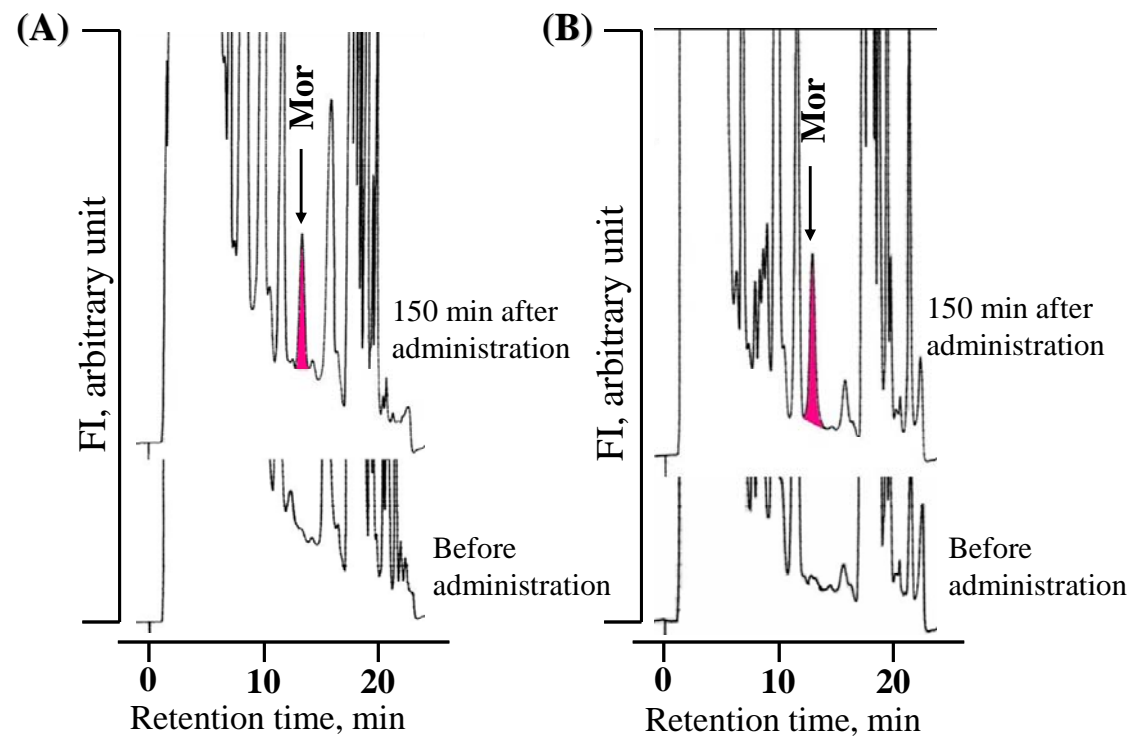 (A)
FI, arbitrary unit
Mor
150 min after
administration
Before
administration
0 10 20
Retention time, min
(B)
FI, arbitrary unit
Mor
150 min after
administration
Before
administration
0 10 20
Retention time, min